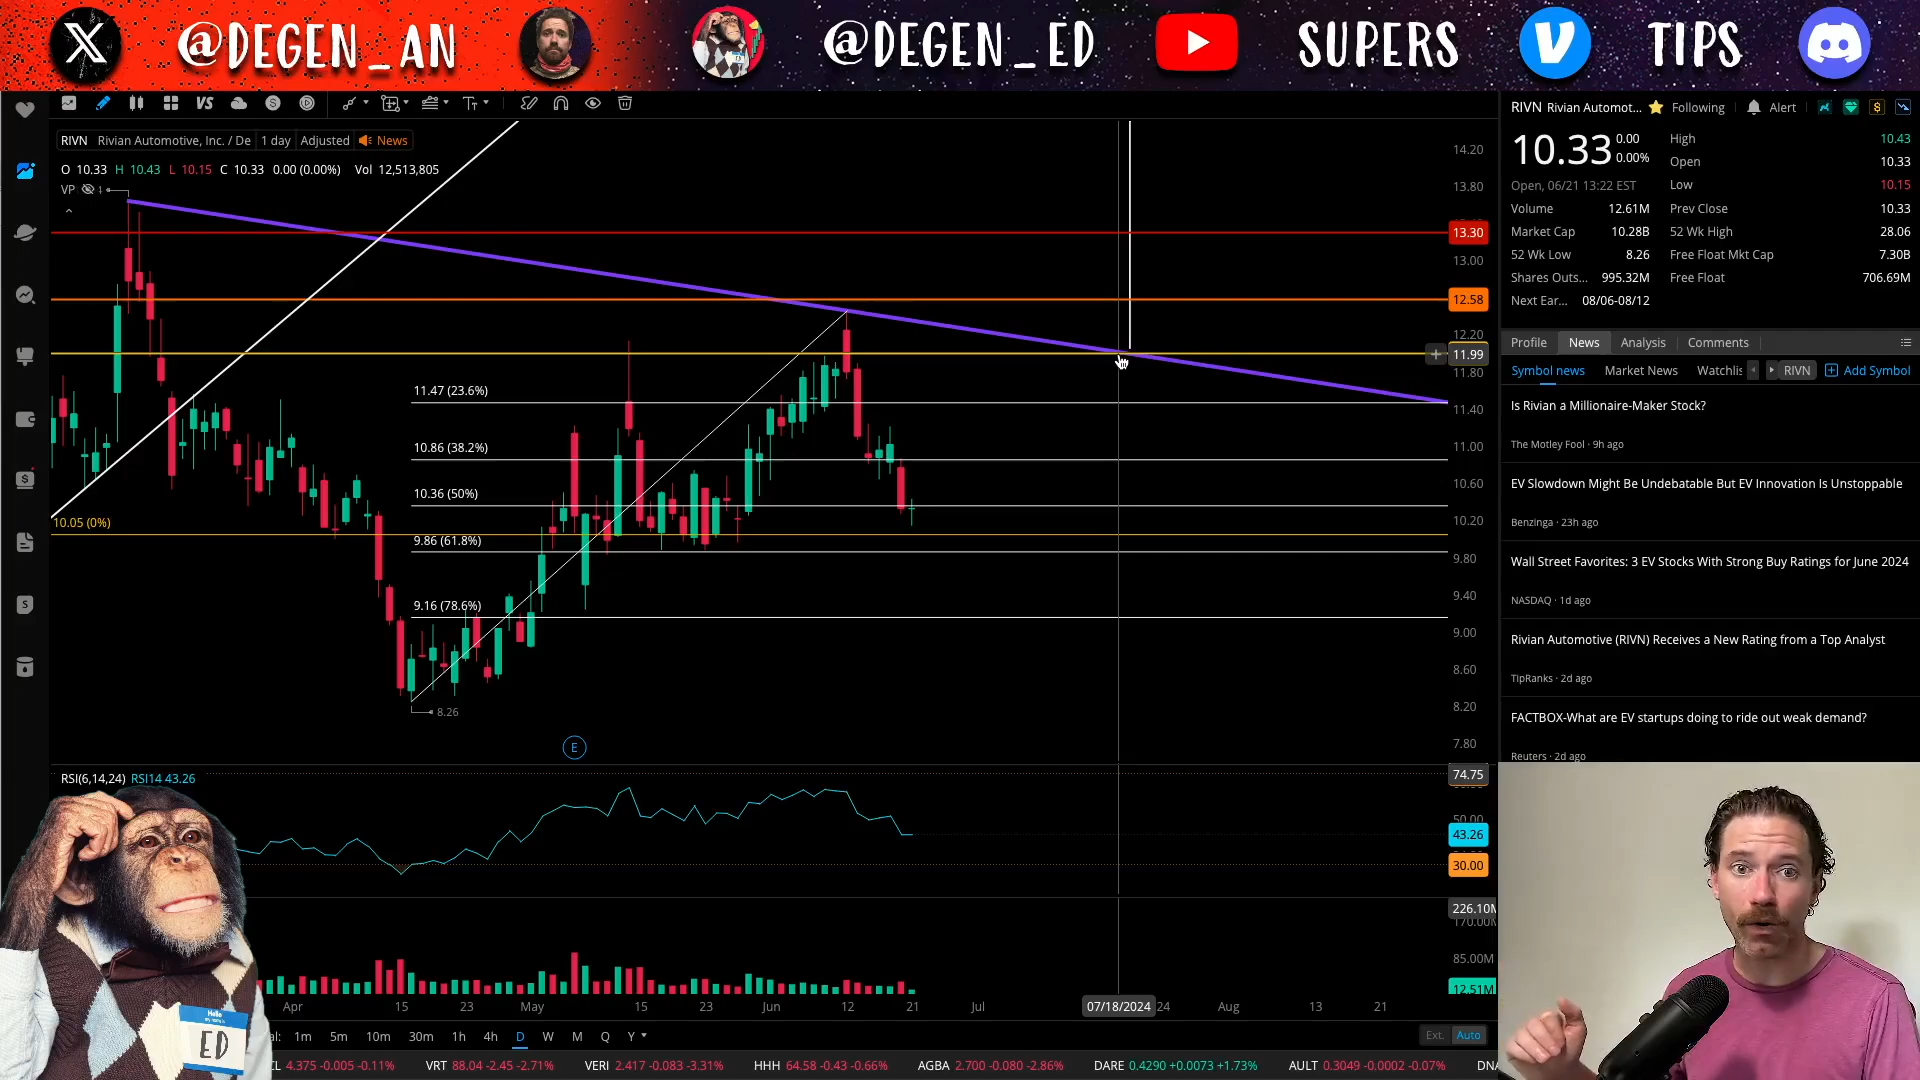 @DEGEN_AN @DEGEN_ED SUPERS TIPS
VS
RIVN Rivian Automotive, Inc. / De 1 day Adjusted News
O 10.33 H 10.43 L 10.15 C 10.33 0.00 (0.00%) Vol 12,513,805
VP
11.47 (23.6%)
10.86 (38.2%)
10.36 (50%)
10.05 (0%)
9.86 (61.8%)
9.16 (78.6%)
8.26
E
14.20
13.80
13.30
13.00
12.58
12.20
11.99
11.80
11.40
11.00
10.60
10.20
9.80
9.40
9.00
8.60
8.20
7.80
RSI(6,14,24) RSI14 43.26
74.75
50.00
43.26
30.00
226.10M
170.00M
85.00M
12.51M
Apr 15 23 May 15 23 Jun 12 21 Jul 07/18/2024 24 Aug 13 21
1m 5m 10m 30m 1h 4h D W M Q Y Ext. Auto
4.375 -0.005 -0.11% VRT 88.04 -2.45 -2.71% VERI 2.417 -0.083 -3.31% HHH 64.58 -0.43 -0.66% AGBA 2.700 -0.080 -2.86% DARE 0.4290 +0.0073 +1.73% AULT 0.3049 -0.0002 -0.07%
RIVN Rivian Automot... Following Alert
10.33 0.00
0.00%
Open, 06/21 13:22 EST
High 10.43
Open 10.33
Low 10.15
Volume 12.61M Prev Close 10.33
Market Cap 10.28B 52 Wk High 28.06
52 Wk Low 8.26 Free Float Mkt Cap 7.30B
Shares Outs... 995.32M Free Float 706.69M
Next Ear... 08/06-08/12
Profile News Analysis Comments
Symbol news Market News Watchlis RIVN Add Symbol
Is Rivian a Millionaire-Maker Stock?
The Motley Fool · 9h ago
EV Slowdown Might Be Undebatable But EV Innovation Is Unstoppable
Benzinga · 23h ago
Wall Street Favorites: 3 EV Stocks With Strong Buy Ratings for June 2024
NASDAQ · 1d ago
Rivian Automotive (RIVN) Receives a New Rating from a Top Analyst
TipRanks · 2d ago
FACTBOX-What are EV startups doing to ride out weak demand?
Reuters · 2d ago
Hello
ED